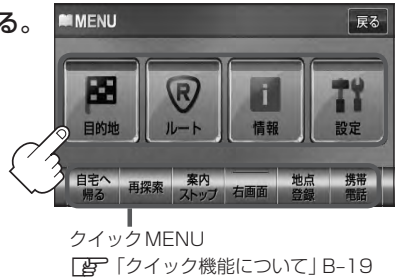 る。
MENU
戻る
R
i
目的地
ルート
情報
設定
自宅へ
帰る
再探索
案内
ストップ
右画面
地点
登録
携帯
電話
クイックMENU
「クイック機能について」B-19